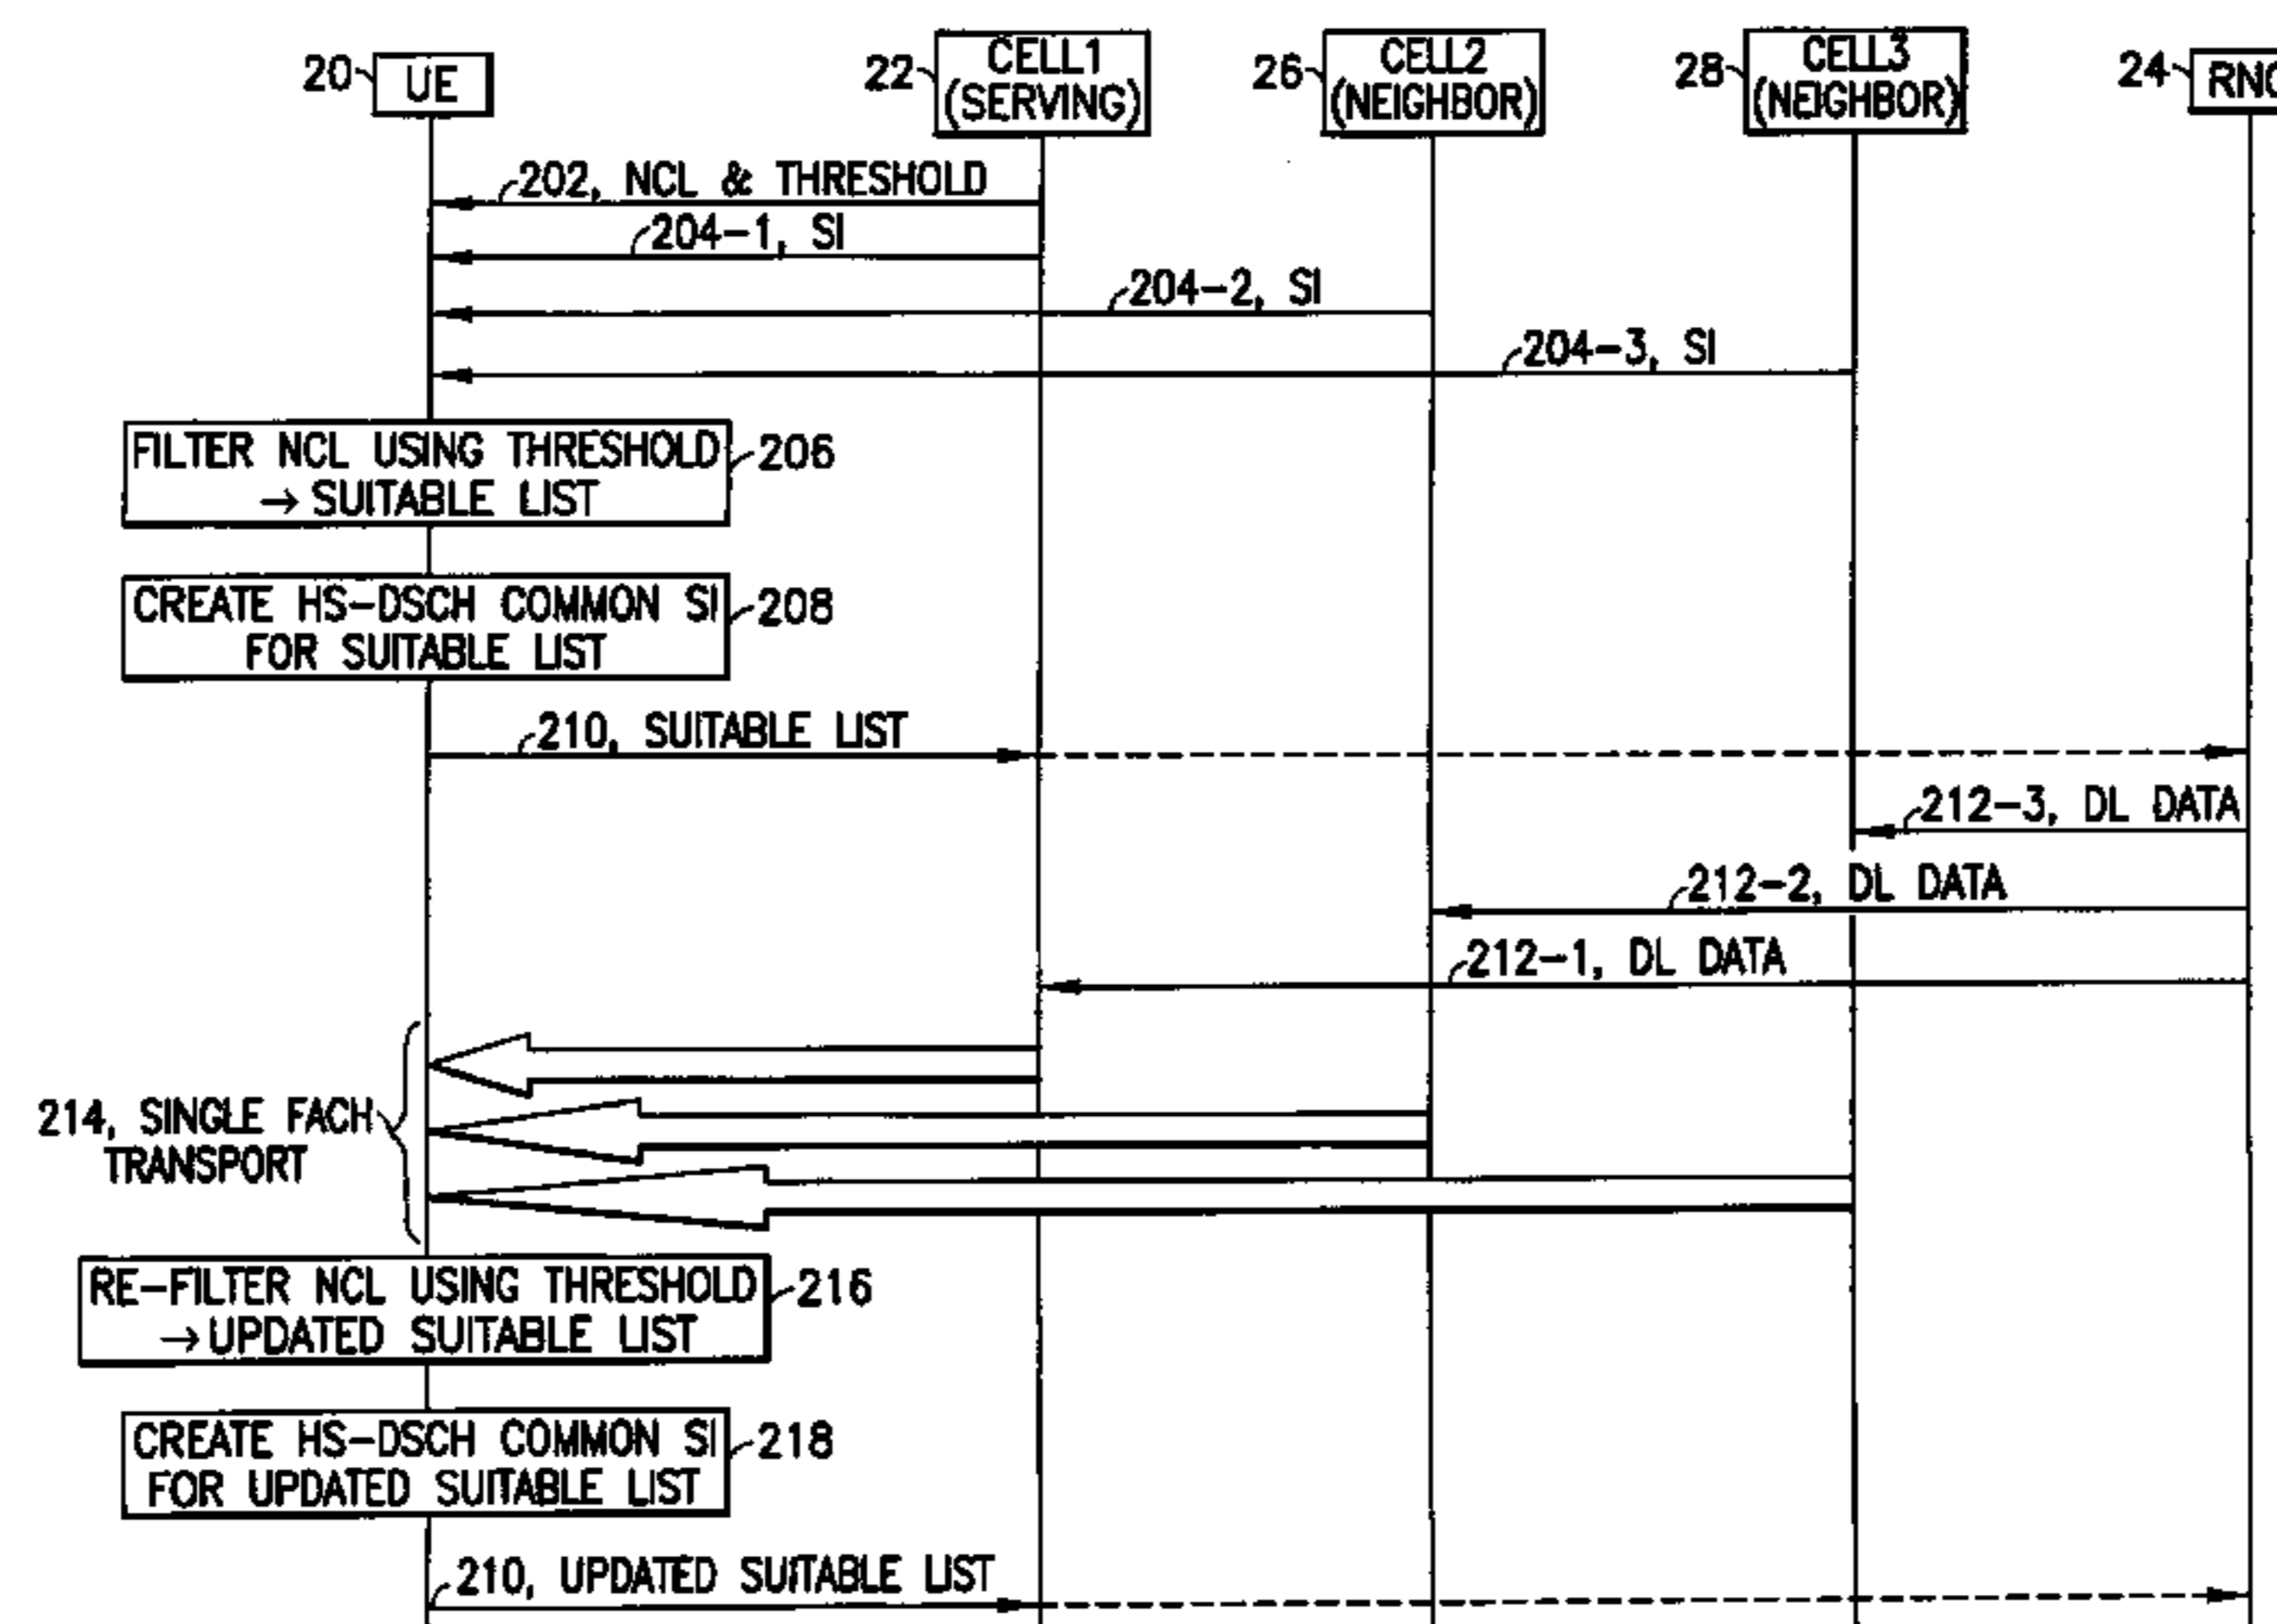 20 UE
22 CELL1
(SERVING)
26 CELL2
(NEIGHBOR)
28 CELL3
(NEIGHBOR)
24
202, NCL & THRESHOLD
204-1, SI
204-2, SI
204-3, SI
FILTER NCL USING THRESHOLD
→ SUITABLE LIST
206
CREATE HS-DSCH COMMON SI
FOR SUITABLE LIST
208
210, SUITABLE LIST
212-3, DL DATA
212-2, DL DATA
212-1, DL DATA
214, SINGLE FACH
TRANSPORT
RE-FILTER NCL USING THRESHOLD
→ UPDATED SUITABLE LIST
216
CREATE HS-DSCH COMMON SI
FOR UPDATED SUITABLE LIST
218
210, UPDATED SUITABLE LIST